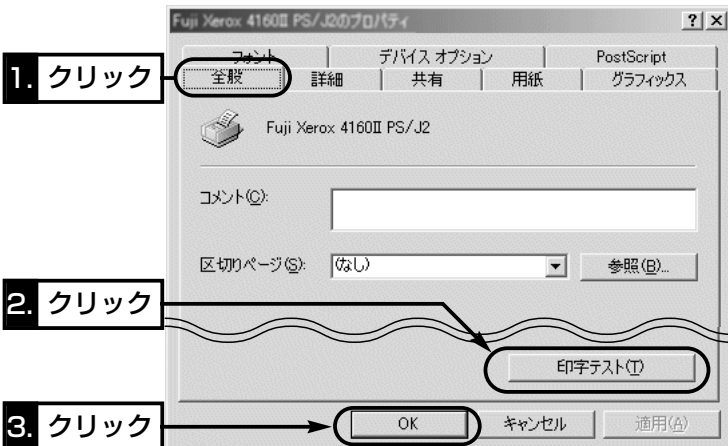 Fuji Xerox 4160Ⅱ PS/J2のプロパティ
? ×
フォント デバイス オプション PostScript
1. クリック
全般 詳細 共有 用紙 グラフィックス
Fuji Xerox 4160Ⅱ PS/J2
コメント(C):
区切りページ(S): (なし) 参照(B)...
2. クリック
印字テスト(T)
3. クリック
OK キャンセル 適用(A)